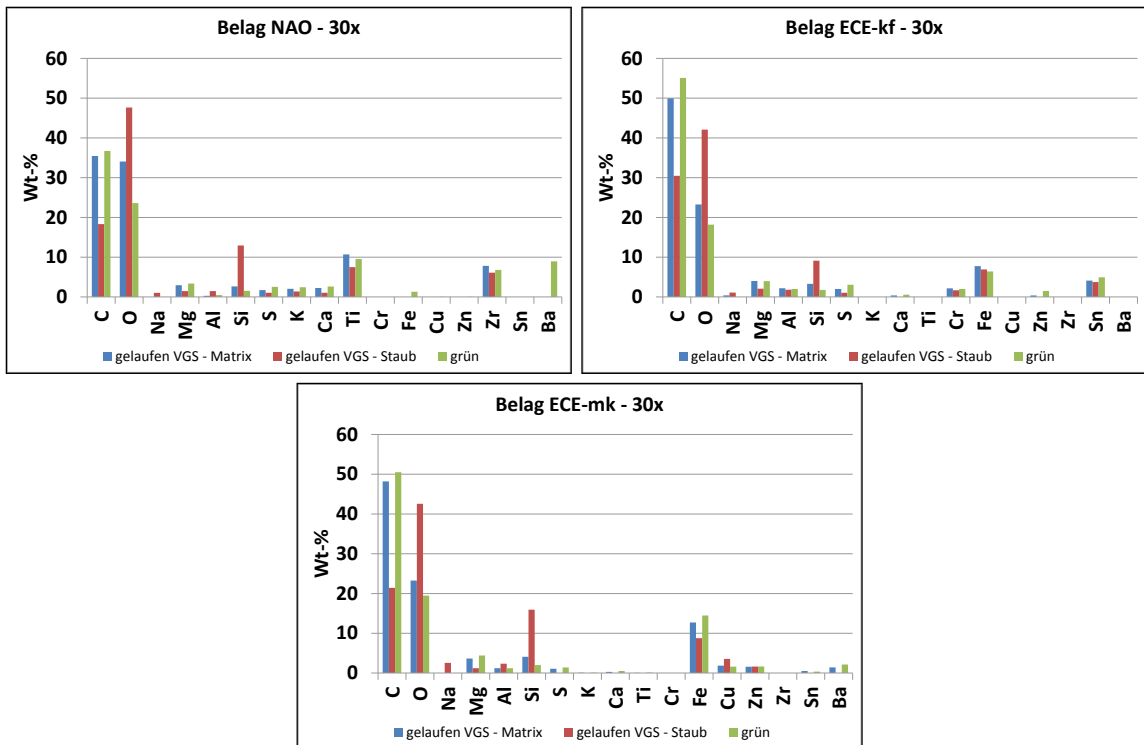 Belag NAO - 30x
Wt-%
60
50
40
30
20
10
0
C O Na Mg Al Si S K Ca Ti Cr Fe Cu Zn Zr Sn Ba
gelaufen VGS - Matrix gelaufen VGS - Staub grün
Belag ECE-kf - 30x
Wt-%
60
50
40
30
20
10
0
C O Na Mg Al Si S K Ca Ti Cr Fe Cu Zn Zr Sn Ba
gelaufen VGS - Matrix gelaufen VGS - Staub grün
Belag ECE-mk - 30x
Wt-%
60
50
40
30
20
10
0
C O Na Mg Al Si S K Ca Ti Cr Fe Cu Zn Zr Sn Ba
gelaufen VGS - Matrix gelaufen VGS - Staub grün